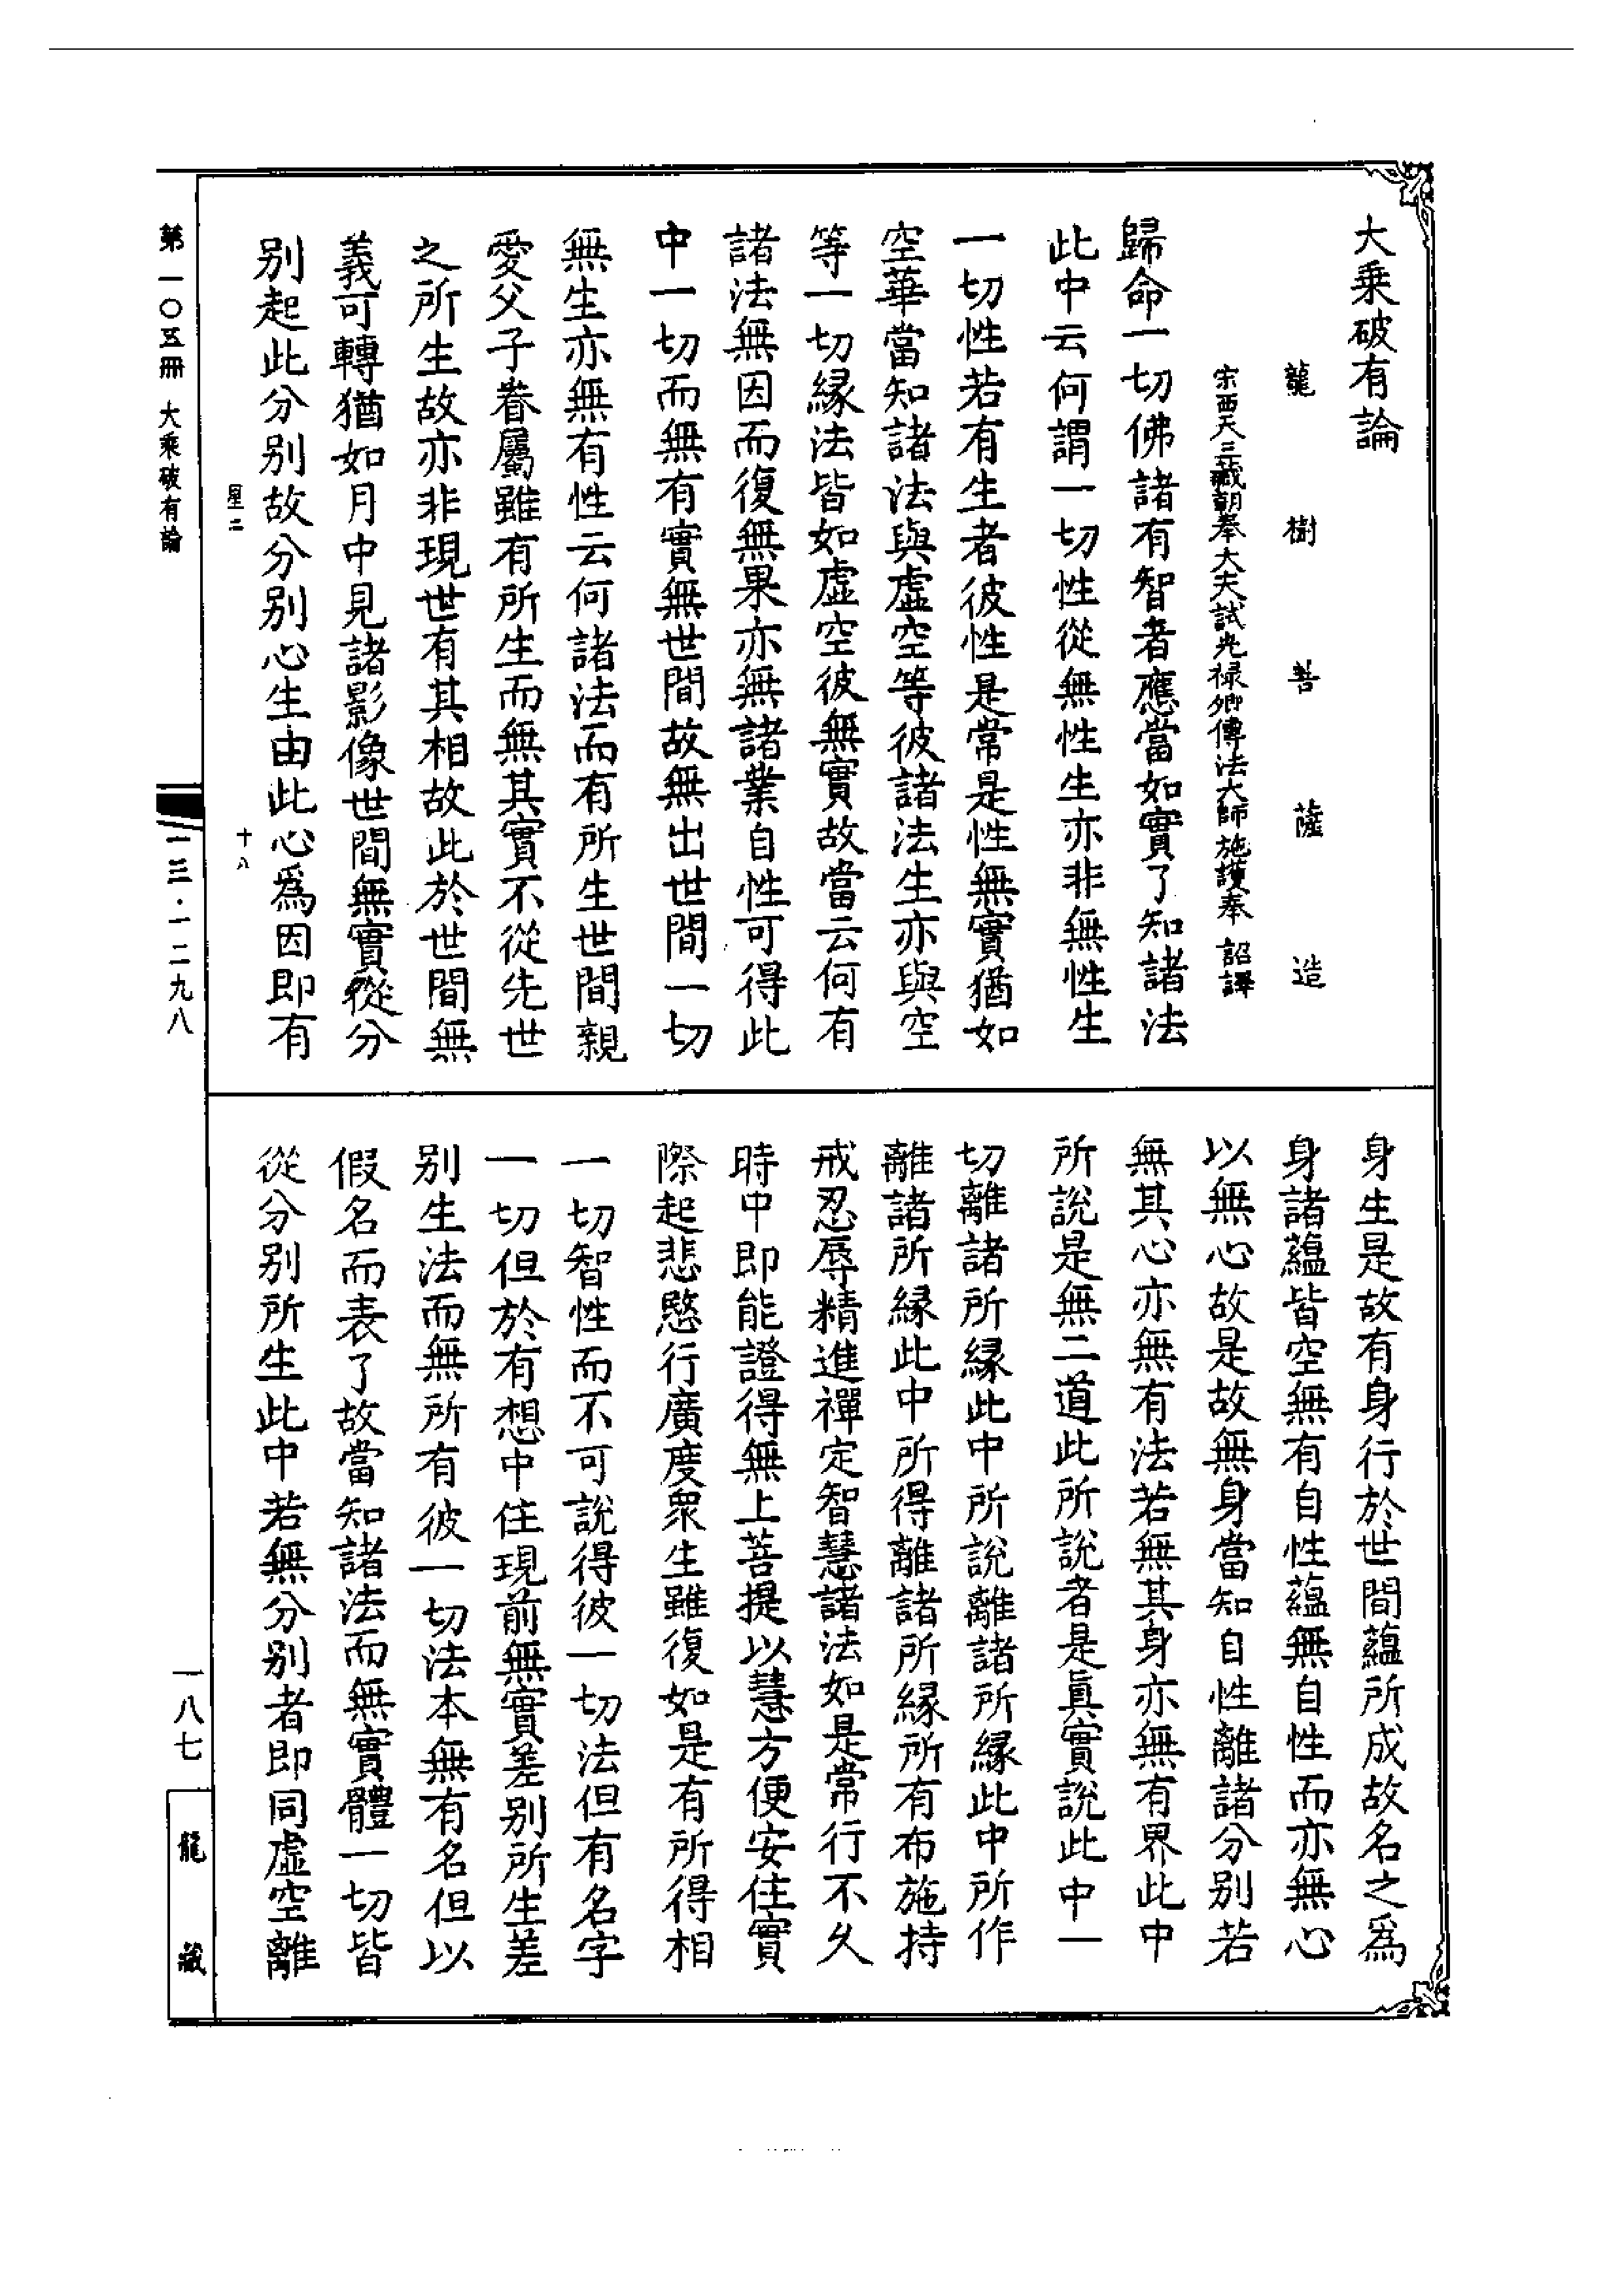 大乘破有論
龍樹菩薩造
宋西天三藏朝奉大夫試光祿卿傳法大師施護奉 詔譯
歸命一切佛諸有智者應當如實了知諸法
此中云何謂一切性從無性生亦非無性生
一切性若有生者彼性是常是性無實猶如
空華當知諸法與虛空等彼諸法生亦與空
等一切緣法皆如虛空彼無實故當云何有
諸法無因而復無果亦無諸業自性可得此
中一切而無有實無世間故無出世間一切
無生亦無有性云何諸法而有所生世間親
愛父子眷屬雖有所生而無其實不從先世
之所生故亦非現世有其相故此於世間無
義可轉猶如月中見諸影像世間無實從分
別起此分別故分別心生由此心為因即有
身生是故有身行於世間蘊所成故名之為
身諸蘊皆空無有自性蘊無自性而亦無心
以無心故是故無身當知自性離諸分別若
無其心亦無有法若無其身亦無有界此中
所說是無二道此所說者是真實說此中一
切離諸所緣此中所說離諸所緣此中所作
離諸所緣此中所得離諸所緣所有布施持
戒忍辱精進禪定智慧諸法如是常行不久
時中即能證得無上菩提以慧方便安住實
際起悲愍行廣度眾生雖復如是有所得相
一切智性而不可說得彼一切法但有名字
一切但於有想中住現前無實差別所生差
別生法而無所有彼一切法本無有名但以
假名而表了故當知諸法而無實體一切皆
從分別所生此中若無分別者即同虛空離
星二
十八
第一〇五冊 大乘破有論
一三·一二九八
一八七
龍藏